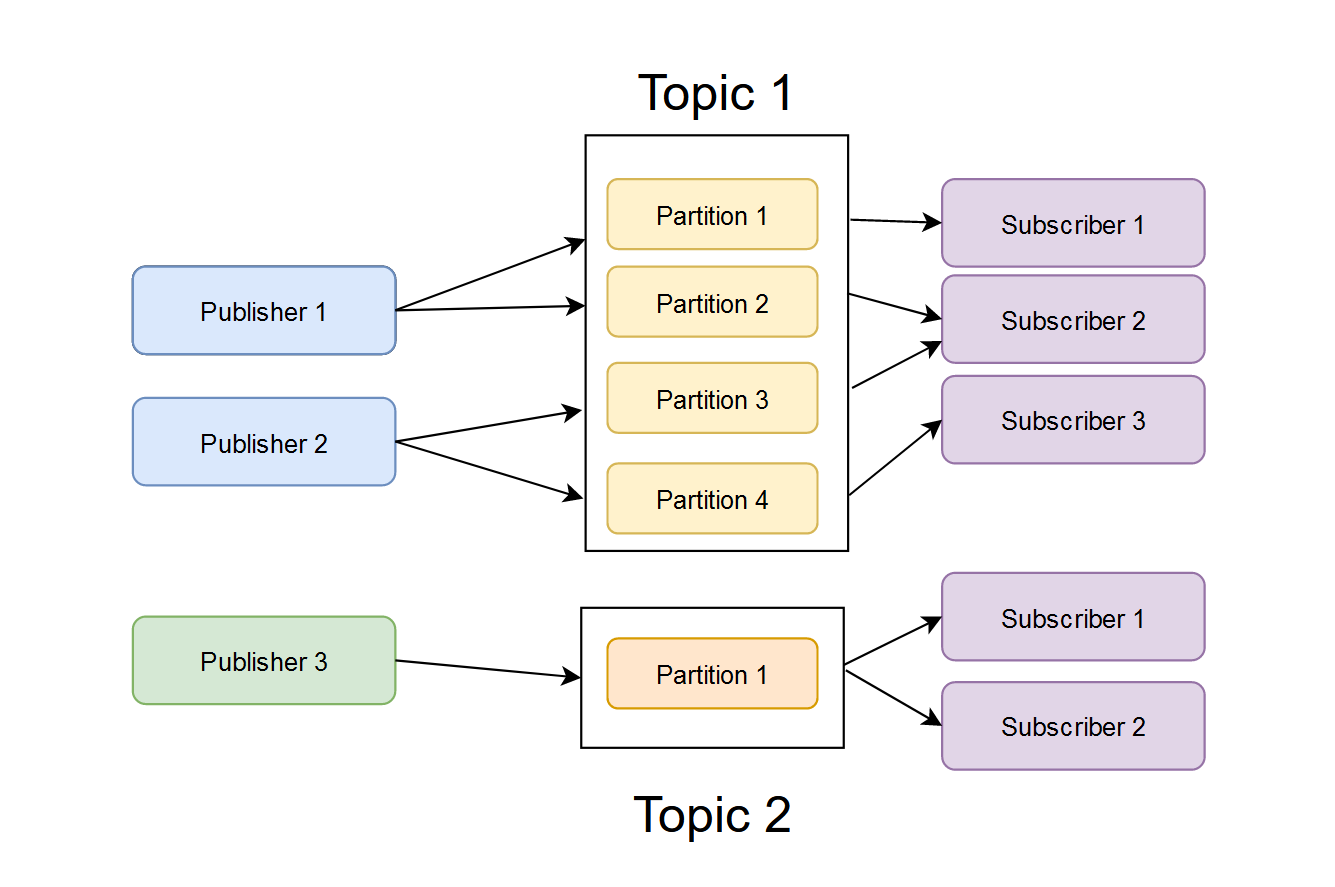 Topic 1
Publisher 1
Publisher 2
Partition 1
Partition 2
Partition 3
Partition 4
Subscriber 1
Subscriber 2
Subscriber 3
Publisher 3
Partition 1
Subscriber 1
Subscriber 2
Topic 2